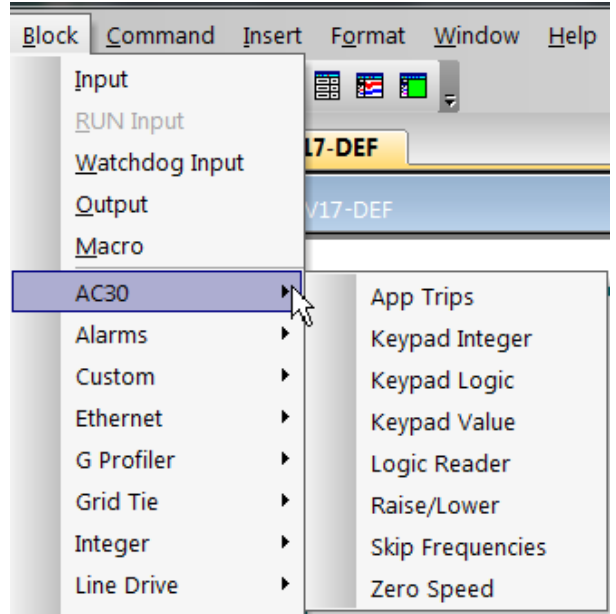 Block Command Insert Format Window Help
Input
RUN Input
Watchdog Input
Output
Macro
AC30
Alarms
Custom
Ethernet
G Profiler
Grid Tie
Integer
Line Drive
17-DEF
V17-DEF
App Trips
Keypad Integer
Keypad Logic
Keypad Value
Logic Reader
Raise/Lower
Skip Frequencies
Zero Speed